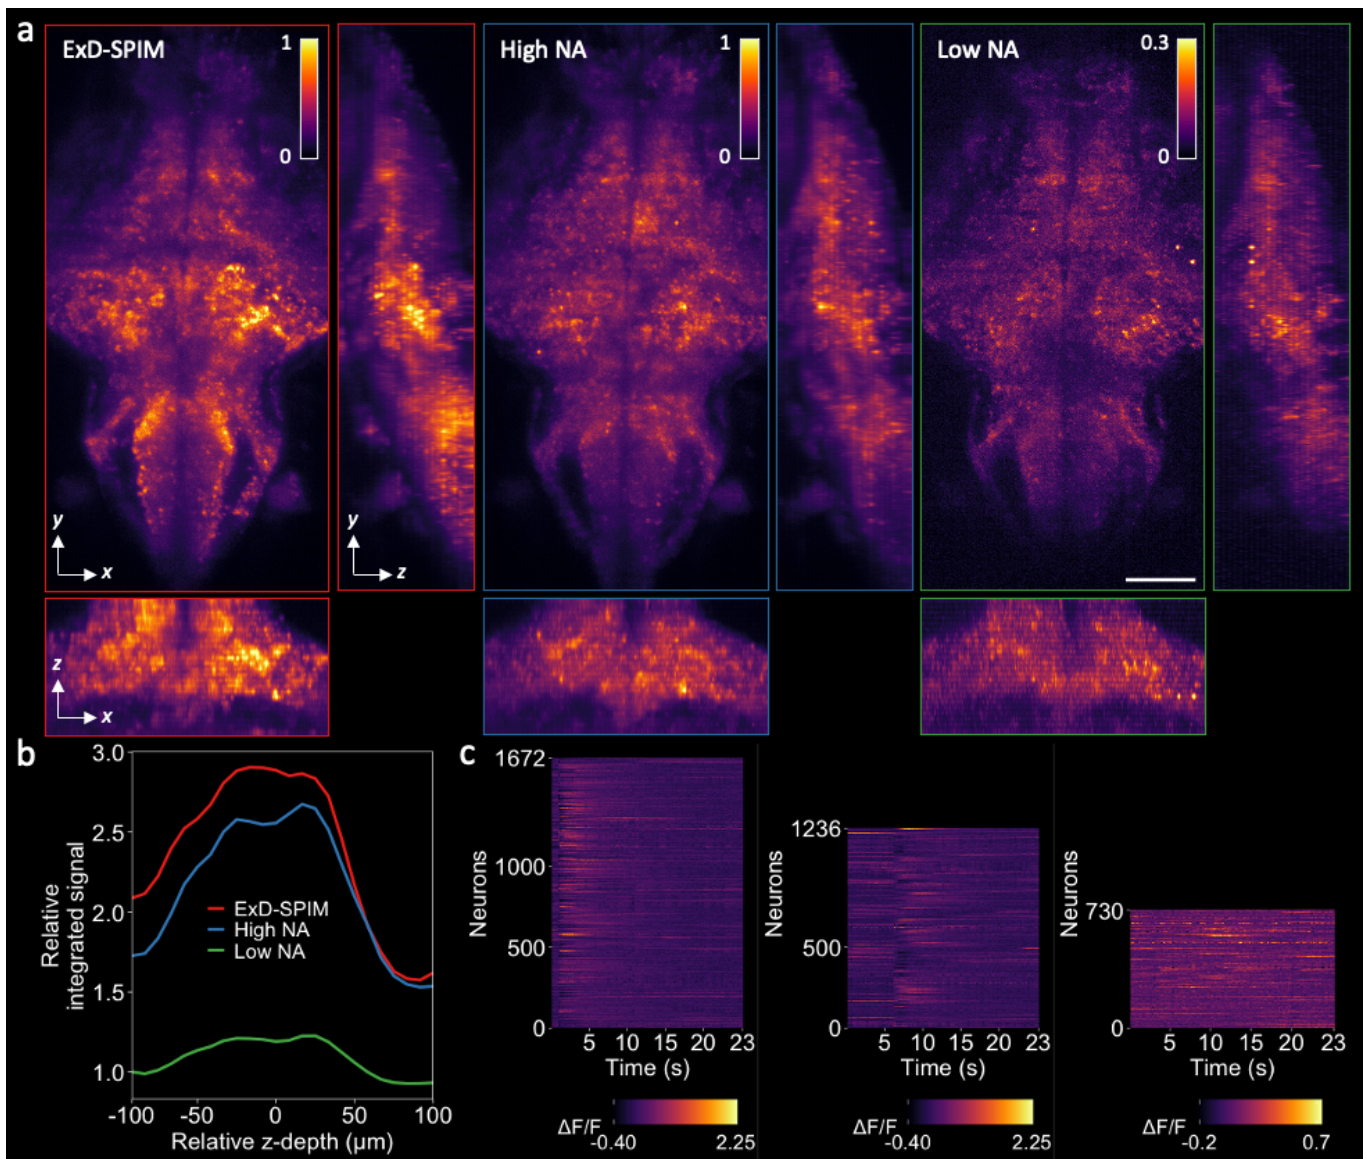 a
ExD-SPIM
1
0
High NA
1
0
Low NA
0.3
0
y
x
y
z
z
x
b
3.0
2.5
2.0
1.5
1.0
Relative
integrated signal
ExD-SPIM
High NA
Low NA
-100
-50
0
50
100
Relative z-depth (µm)
c
1672
1000
500
0
Neurons
5 10 15 20 23
Time (s)
ΔF/F
-0.40
2.25
1236
500
0
Neurons
5 10 15 20 23
Time (s)
ΔF/F
-0.40
2.25
730
0
Neurons
5 10 15 20 23
Time (s)
ΔF/F
-0.2
0.7